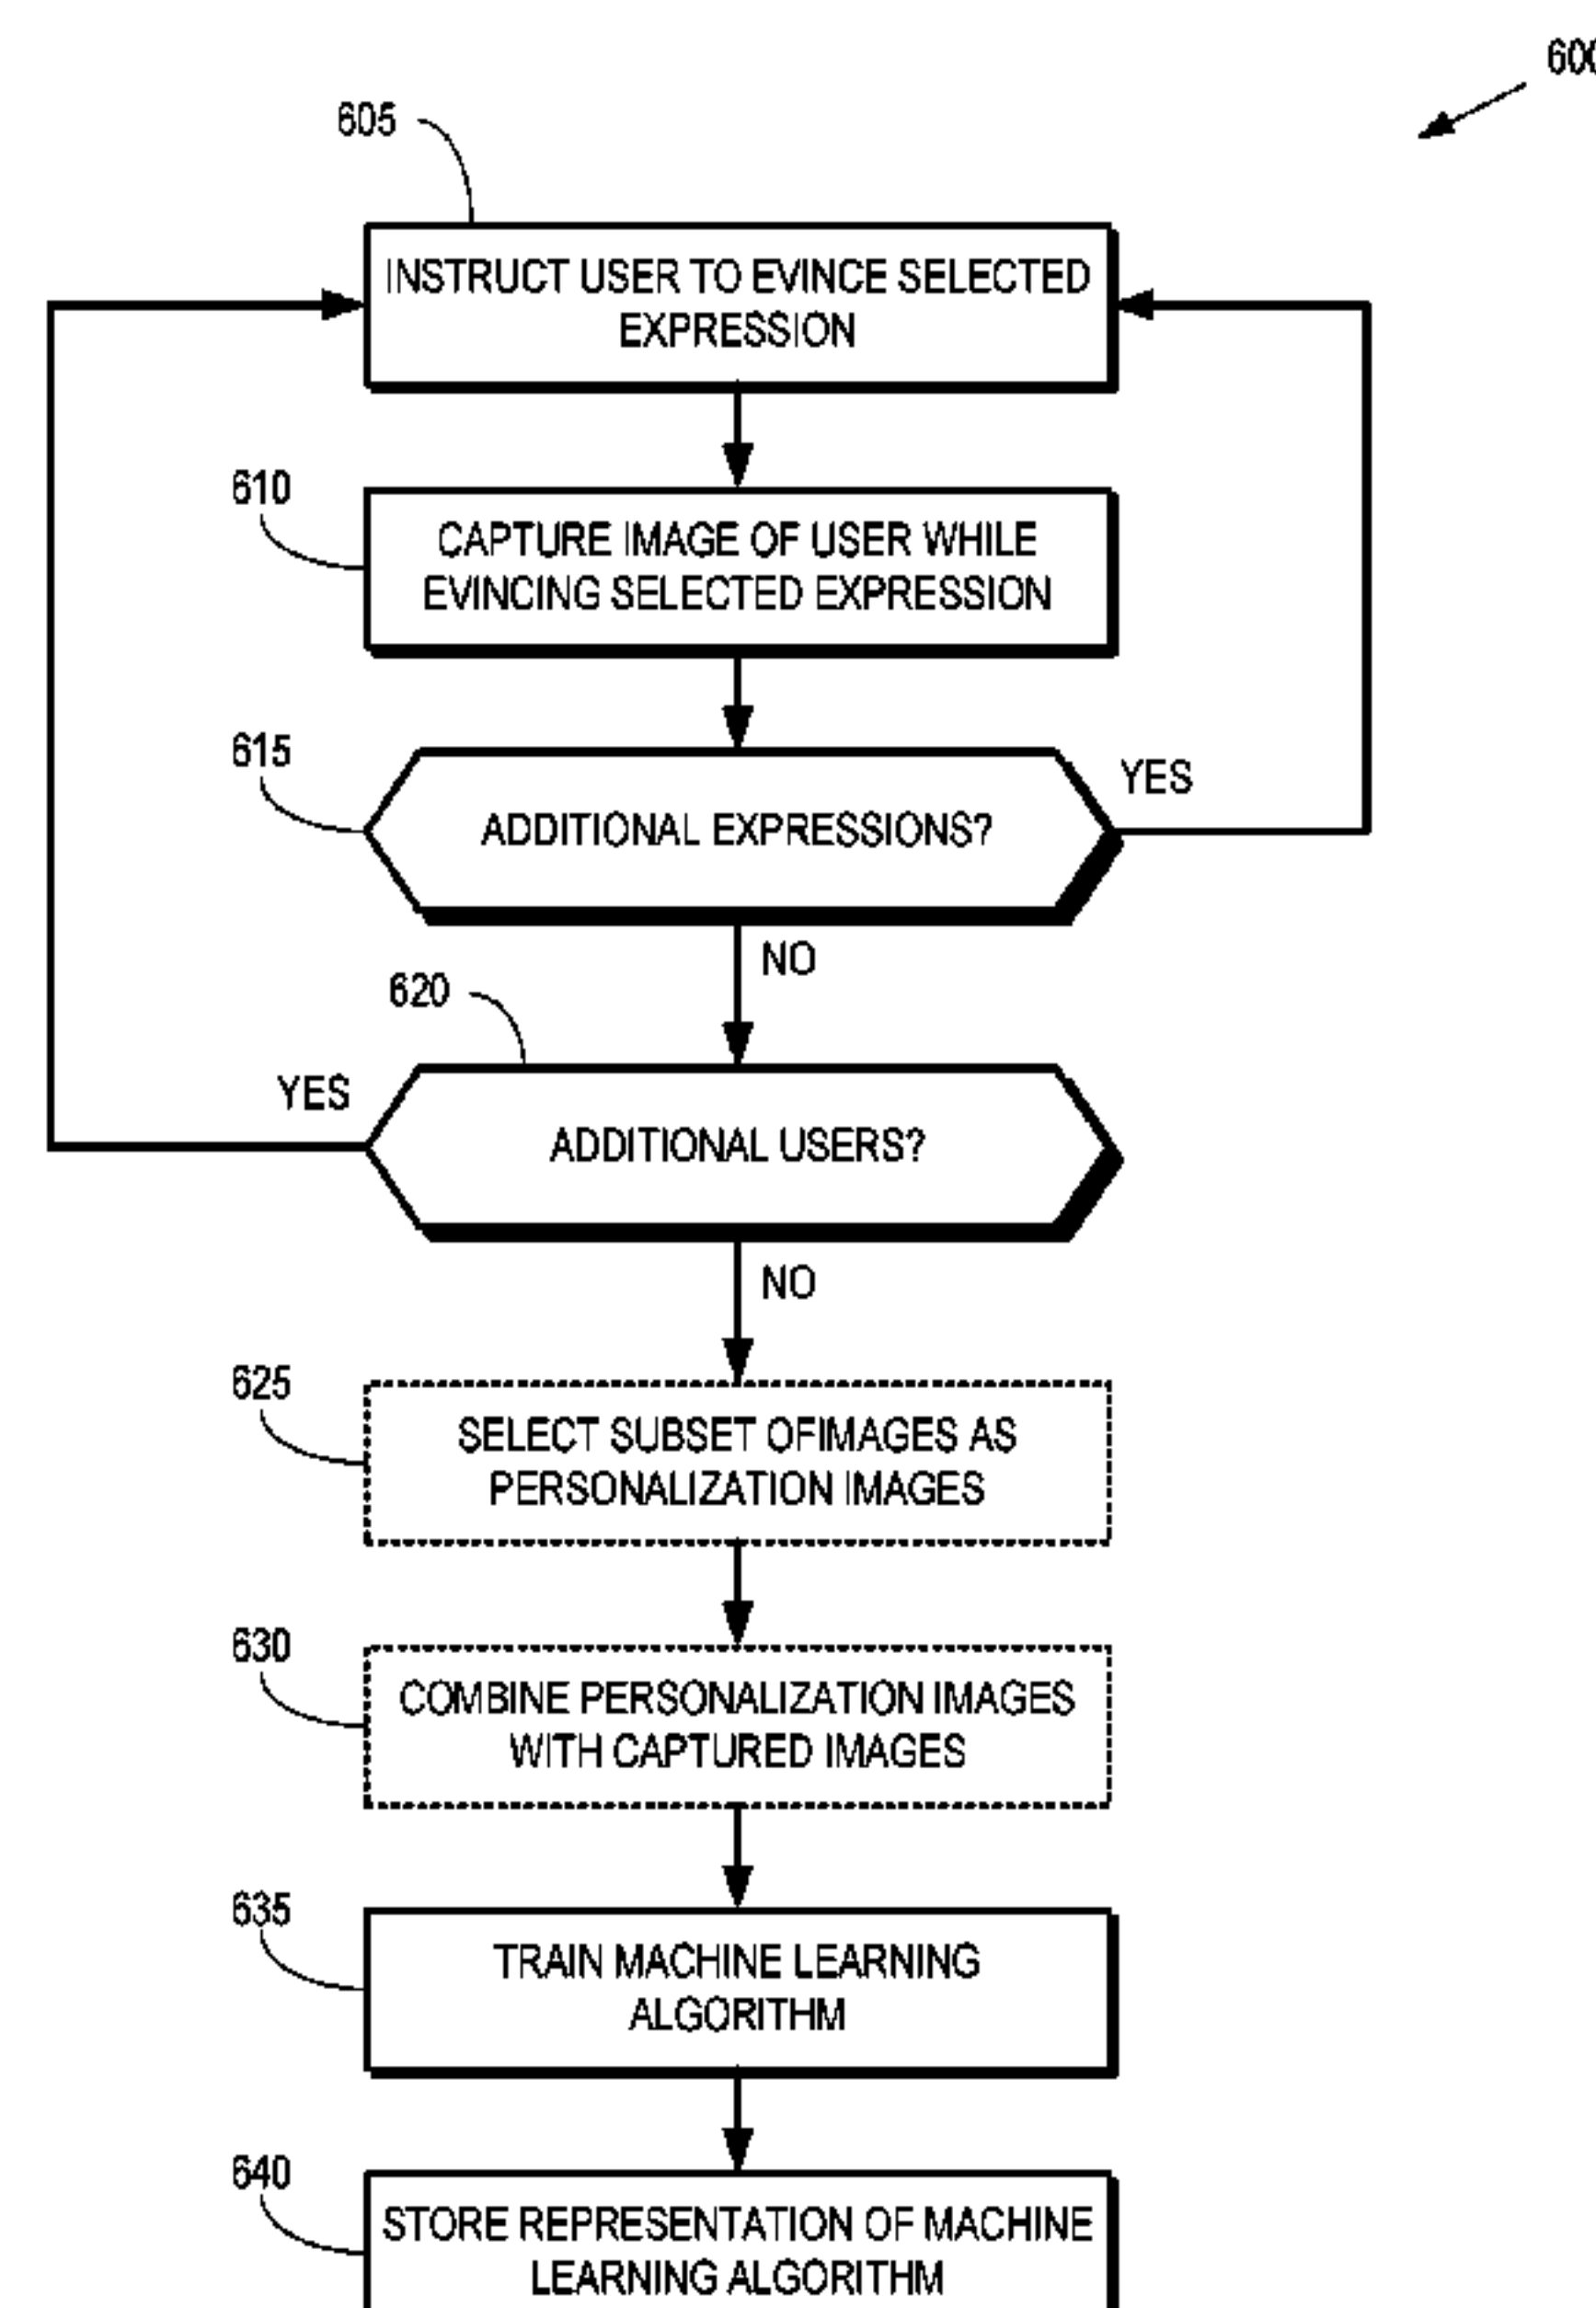 600
605
INSTRUCT USER TO EVINCE SELECTED
EXPRESSION
610
CAPTURE IMAGE OF USER WHILE
EVINCING SELECTED EXPRESSION
615
YES
ADDITIONAL EXPRESSIONS?
NO
620
YES
ADDITIONAL USERS?
NO
625
SELECT SUBSET OFIMAGES AS
PERSONALIZATION IMAGES
630
COMBINE PERSONALIZATION IMAGES
WITH CAPTURED IMAGES
635
TRAIN MACHINE LEARNING
ALGORITHM
640
STORE REPRESENTATION OF MACHINE
LEARNING ALGORITHM